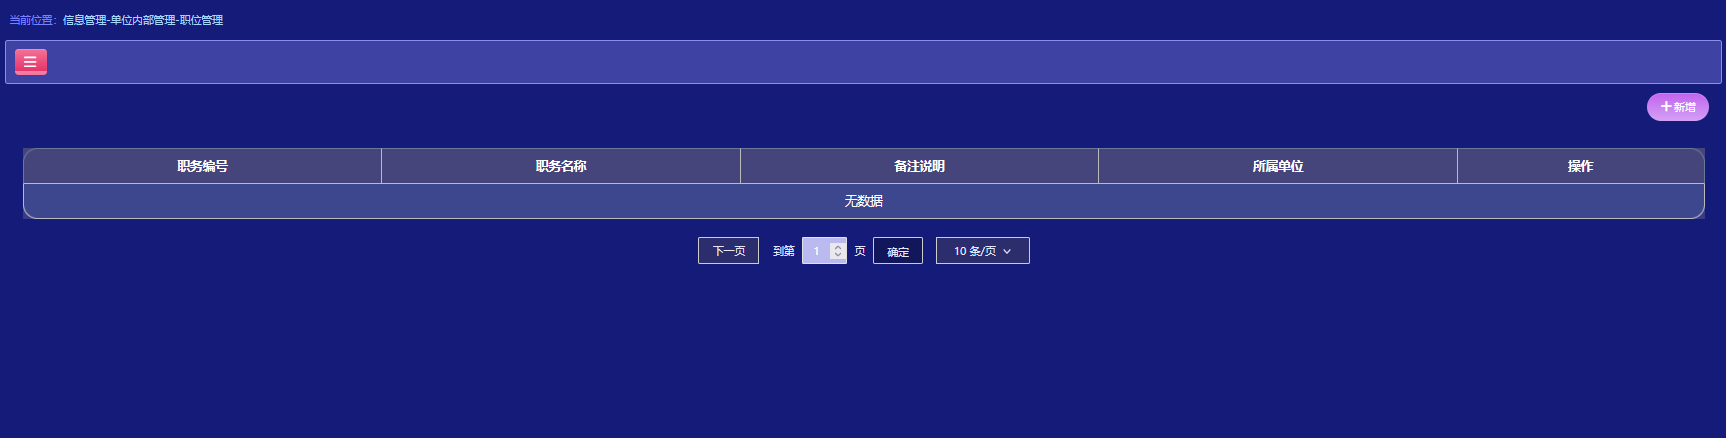 当前位置：信息管理-单位内部管理-职位管理
新增
职务编号 职务名称 备注说明 所属单位 操作
无数据
下一页 到第 1 页 确定 10 条/页